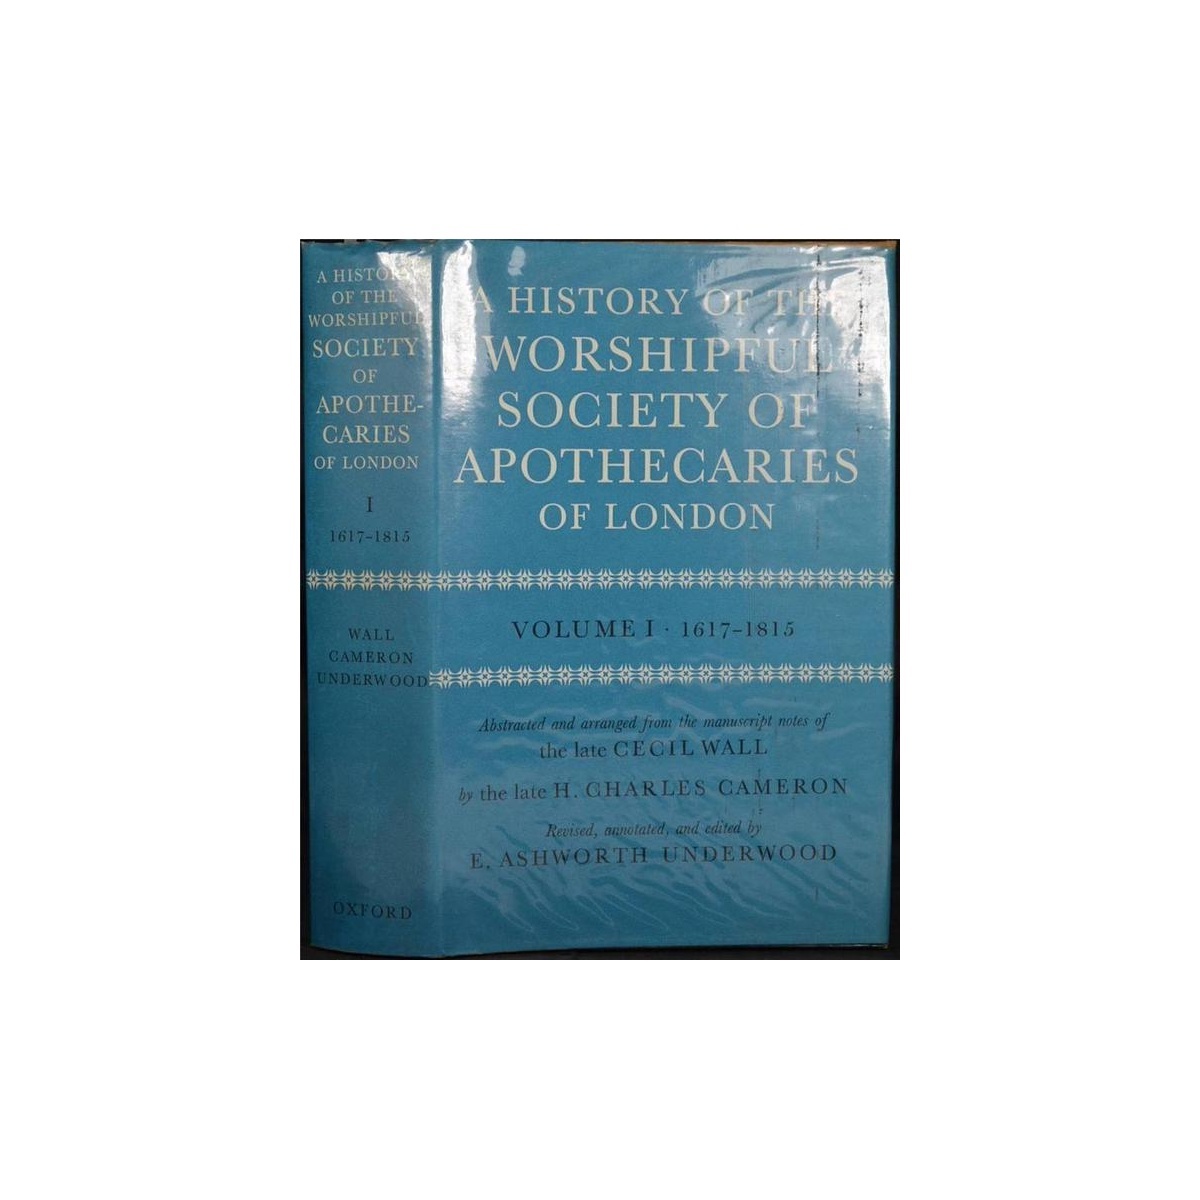 A HISTORY
OF THE
WORSHIPFUL
SOCIETY
OF
APOTHE-
CARIES
OF LONDON
I
1617-1815
WALL
CAMERON
UNDERWOOD
OXFORD
A HISTORY OF THE
WORSHIPFUL
SOCIETY OF
APOTHECARIES
OF LONDON
VOLUME I · 1617-1815
Abstracted and arranged from the manuscript notes of
the late CECIL WALL
by the late H. CHARLES CAMERON
Revised, annotated, and edited by
E. ASHWORTH UNDERWOOD